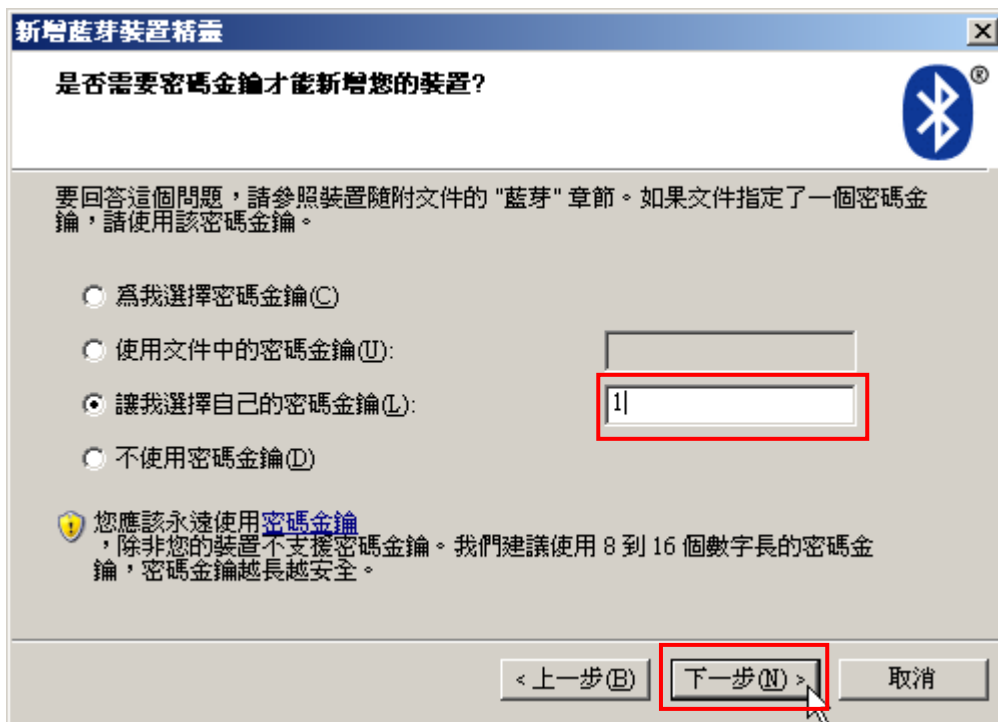 新增藍芽裝置精靈
是否需要密碼金鑰才能新增您的裝置?
®
要回答這個問題，請參照裝置隨附文件的 "藍芽" 章節。如果文件指定了一個密碼金
鑰，請使用該密碼金鑰。
為我選擇密碼金鑰(C)
使用文件中的密碼金鑰(U):
讓我選擇自己的密碼金鑰(L): 1
不使用密碼金鑰(D)
您應該永遠使用密碼金鑰
，除非您的裝置不支援密碼金鑰。我們建議使用 8 到 16 個數字長的密碼金
鑰，密碼金鑰越長越安全。
< 上一步(B) 下一步(N) > 取消